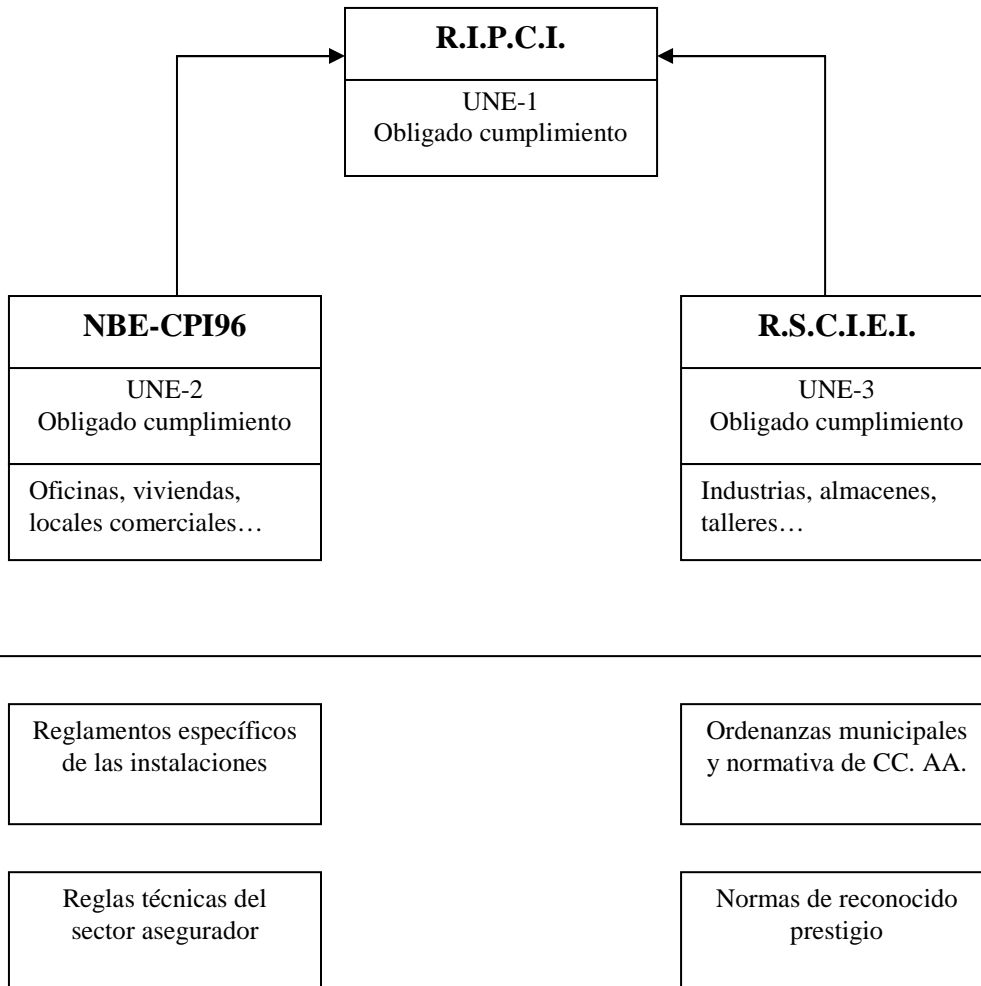 R.I.P.C.I.
UNE-1
Obligado cumplimiento
NBE-CPI96
UNE-2
Obligado cumplimiento
Oficinas, viviendas,
locales comerciales…
R.S.C.I.E.I.
UNE-3
Obligado cumplimiento
Industrias, almacenes,
talleres…
Reglamentos específicos
de las instalaciones
Ordenanzas municipales
y normativa de CC. AA.
Reglas técnicas del
sector asegurador
Normas de reconocido
prestigio